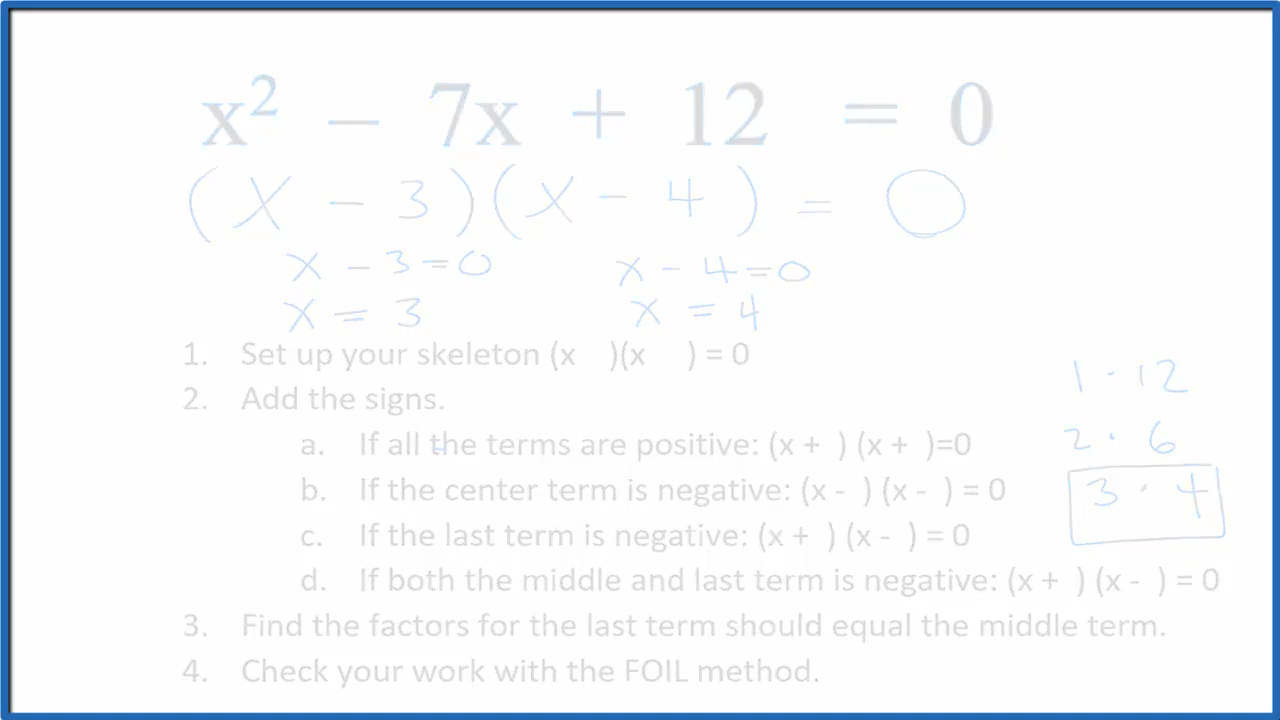 x² − 7x + 12 = 0
(x − 3)(x − 4) = 0
x − 3 = 0 x − 4 = 0
x = 3 x = 4
1. Set up your skeleton (x )(x ) = 0
1 · 12
2. Add the signs.
2 · 6
a. If all the terms are positive: (x + ) (x + )=0
3 · 4
b. If the center term is negative: (x - ) (x - ) = 0
c. If the last term is negative: (x + ) (x - ) = 0
d. If both the middle and last term is negative: (x + ) (x - ) = 0
3. Find the factors for the last term should equal the middle term.
4. Check your work with the FOIL method.